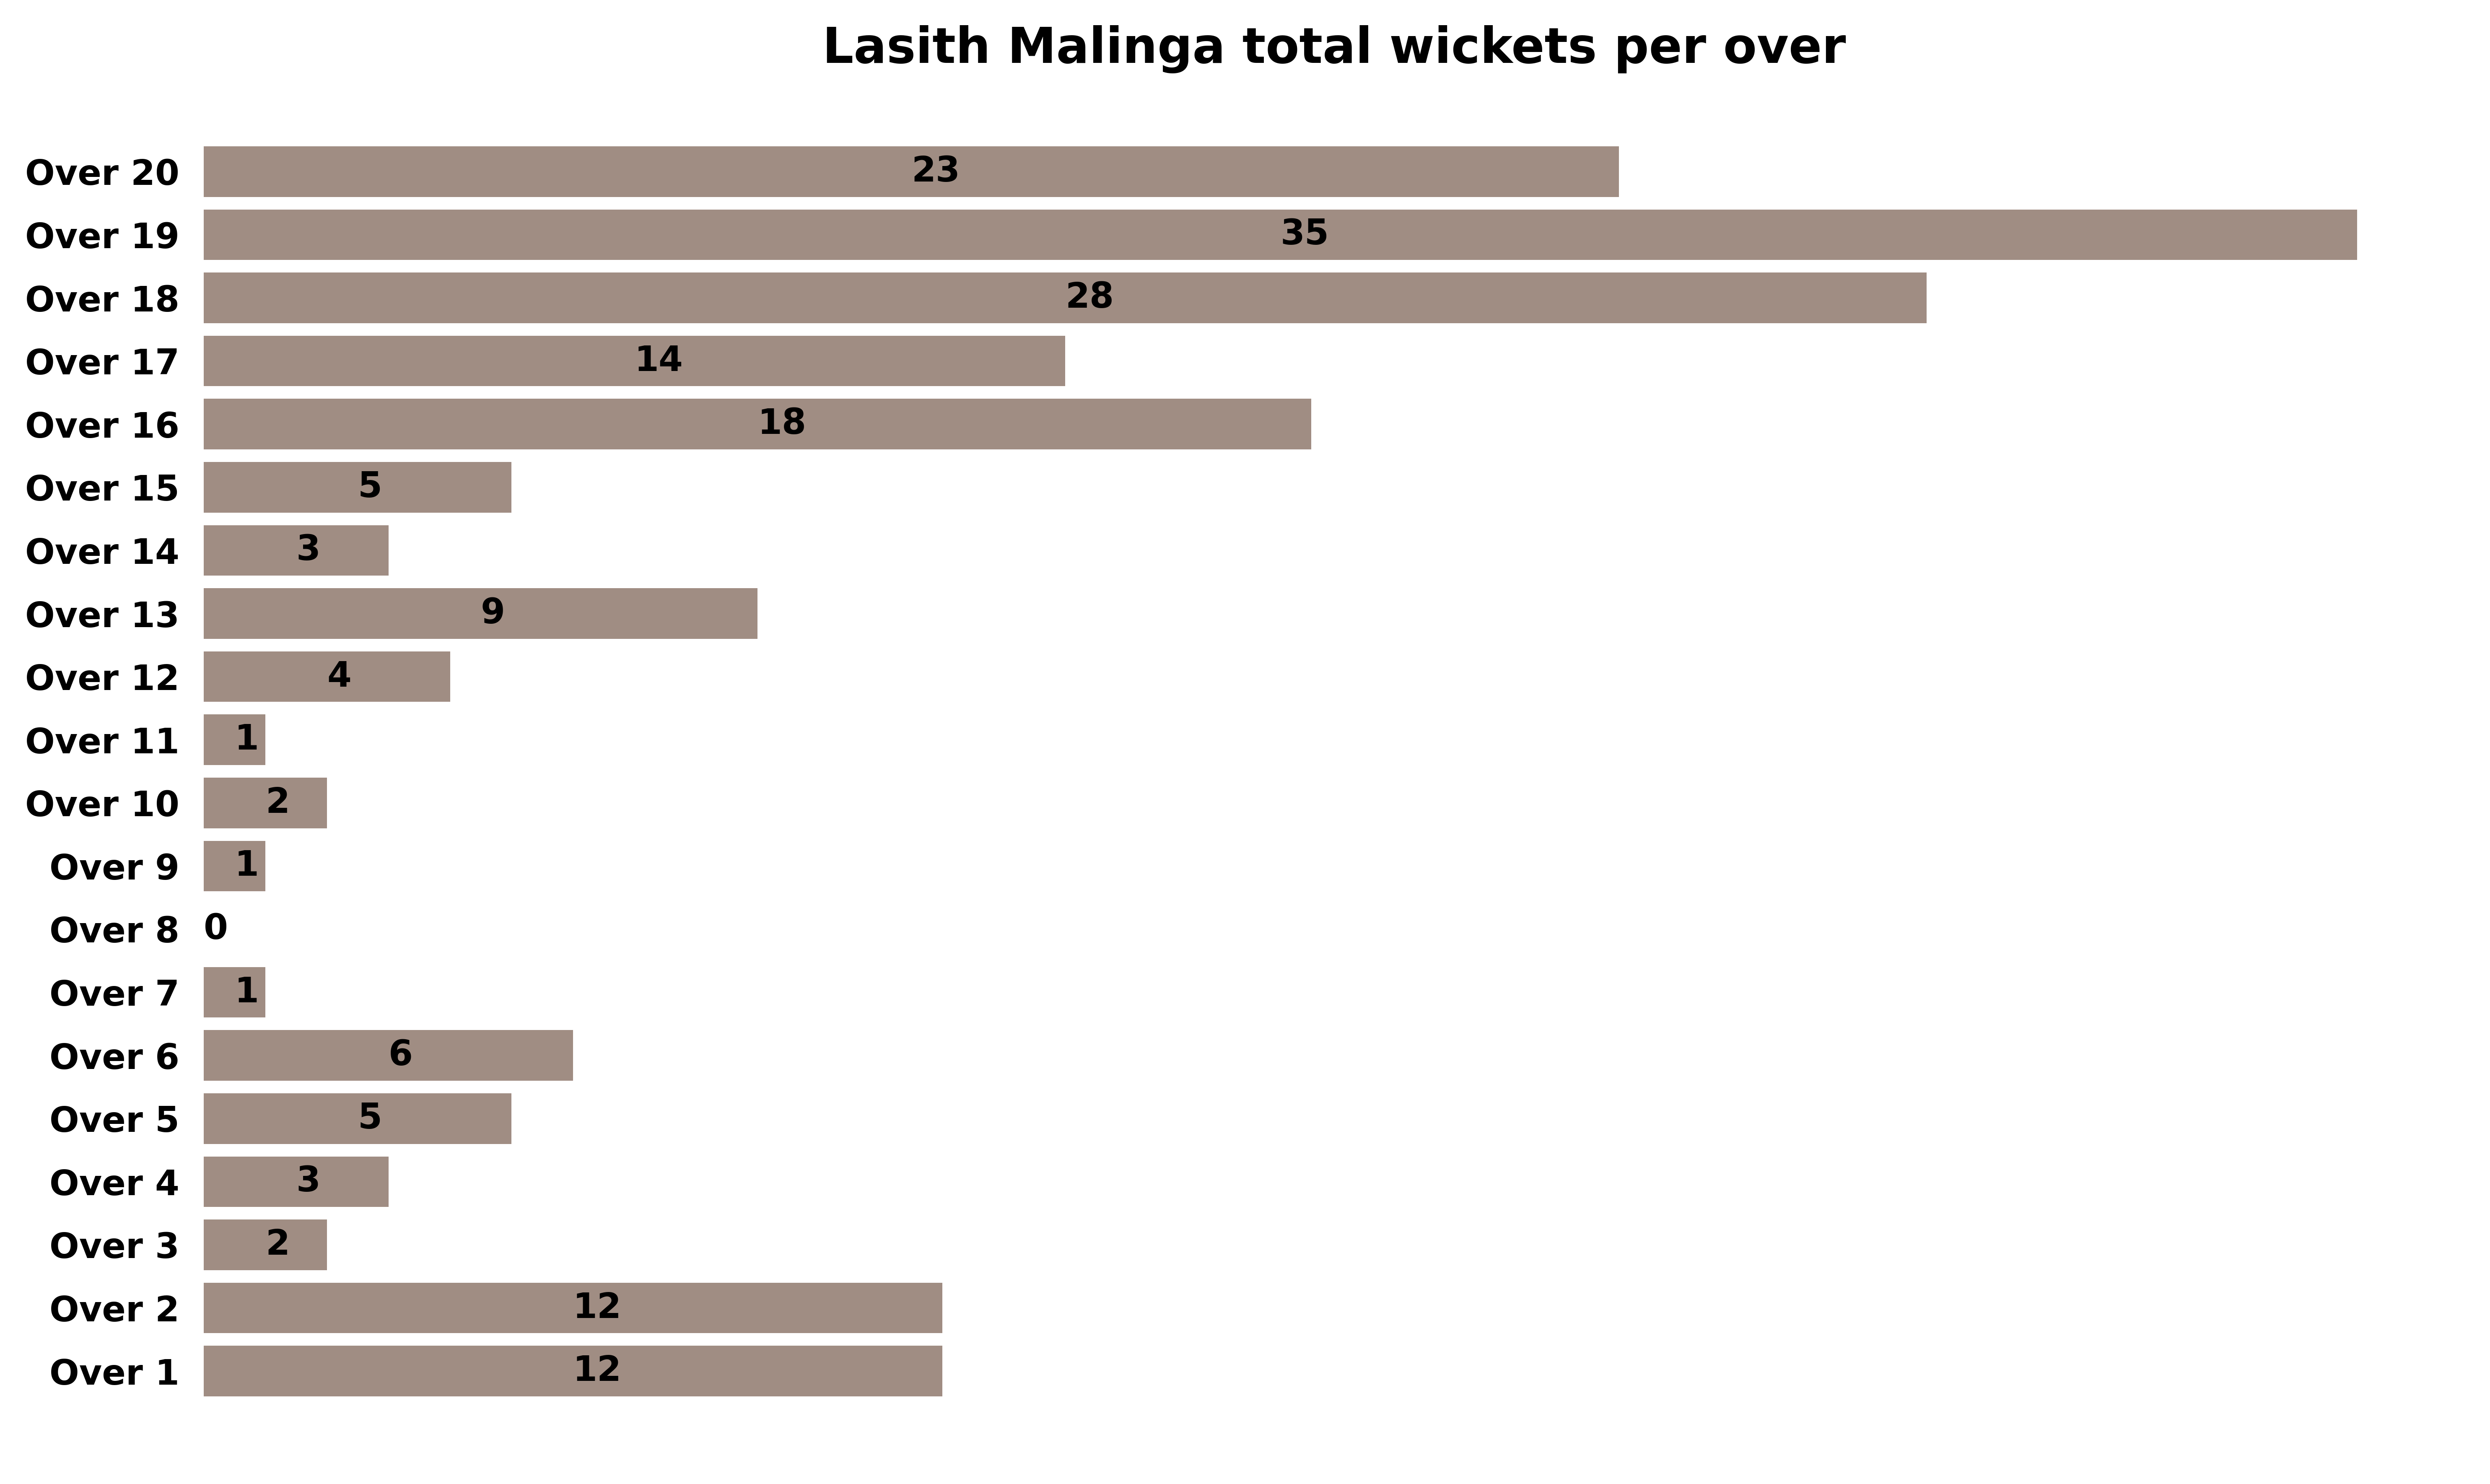 Lasith Malinga total wickets per over
Over 20 23
Over 19 35
Over 18 28
Over 17 14
Over 16 18
Over 15 5
Over 14 3
Over 13 9
Over 12 4
Over 11 1
Over 10 2
Over 9 1
Over 8 0
Over 7 1
Over 6 6
Over 5 5
Over 4 3
Over 3 2
Over 2 12
Over 1 12